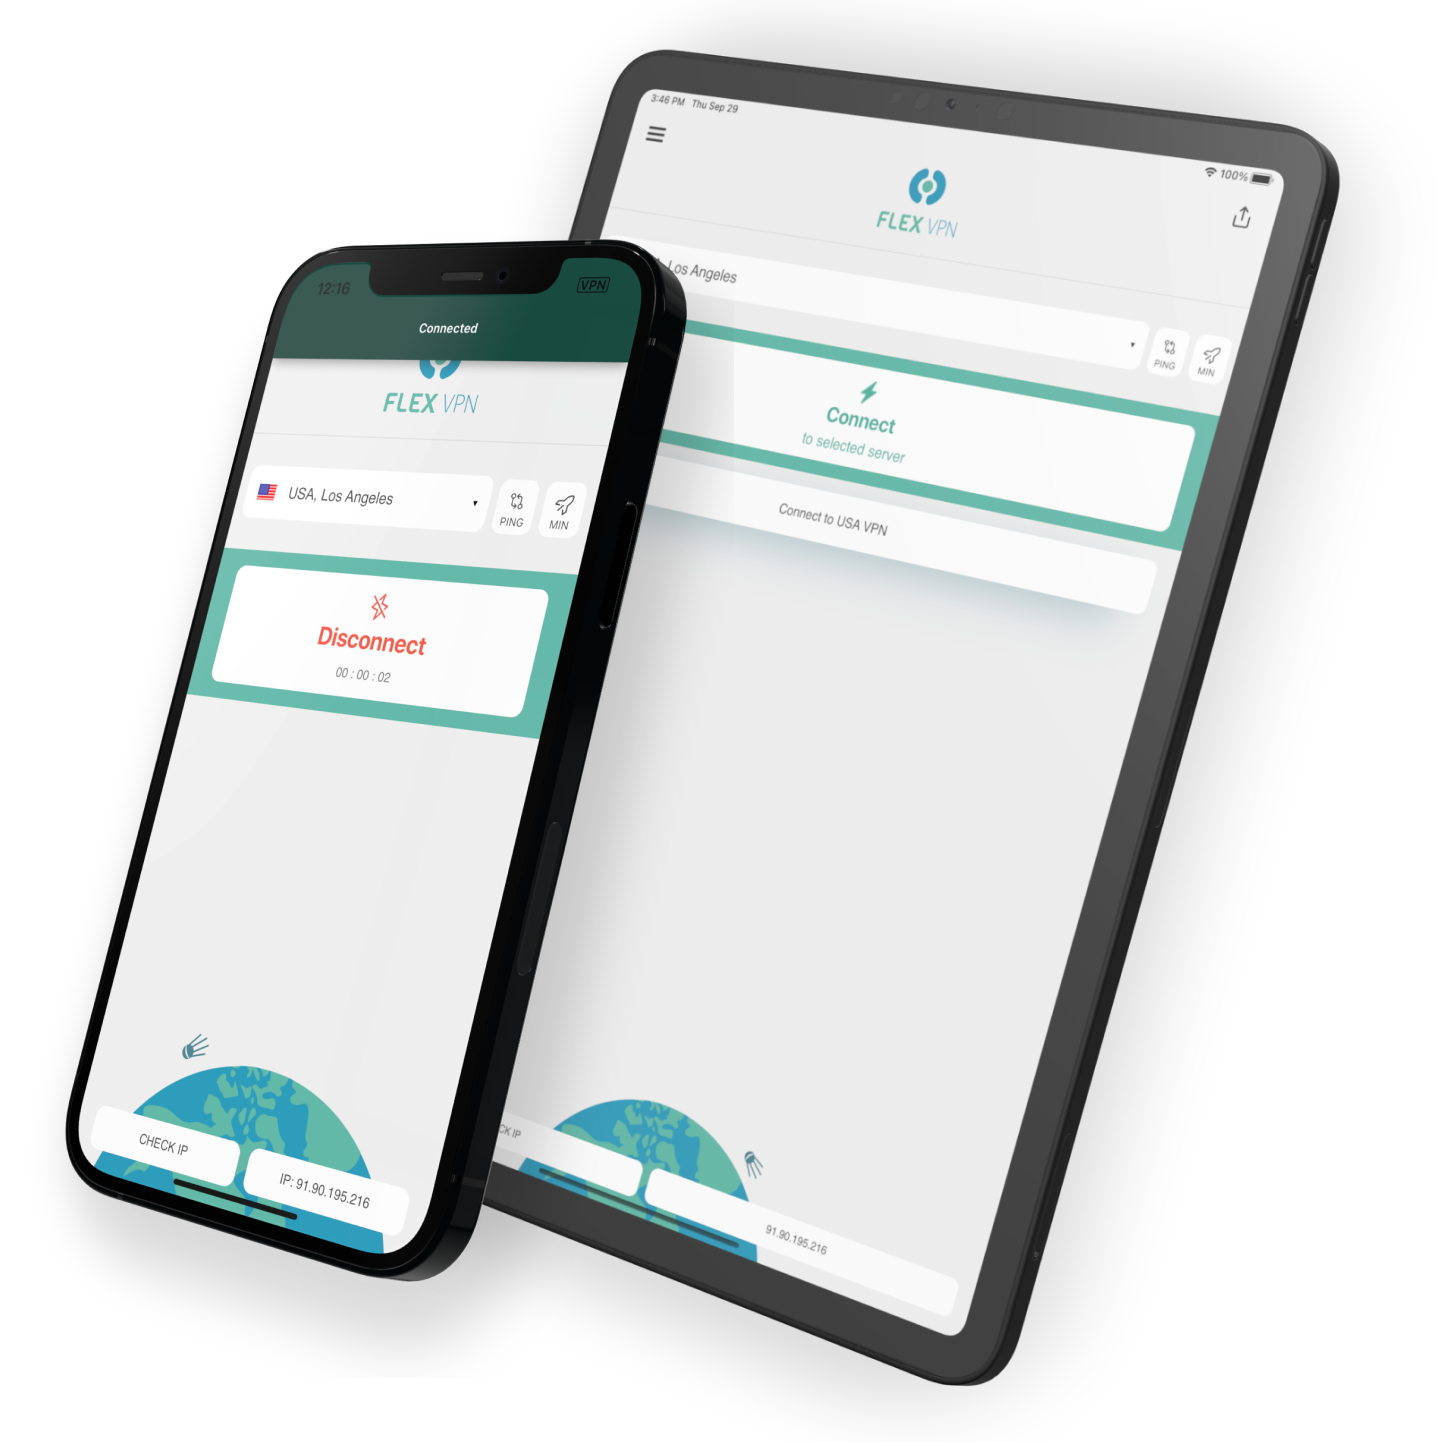 12:16
VPN
Connected
FLEX VPN
USA, Los Angeles
PING
MIN
Disconnect
00 : 00 : 02
CHECK IP
IP: 91.90.195.216
3:46 PM Thu Sep 29
100%
FLEX VPN
Los Angeles
PING
MIN
Connect
to selected server
Connect to USA VPN
CK IP
91.90.195.216